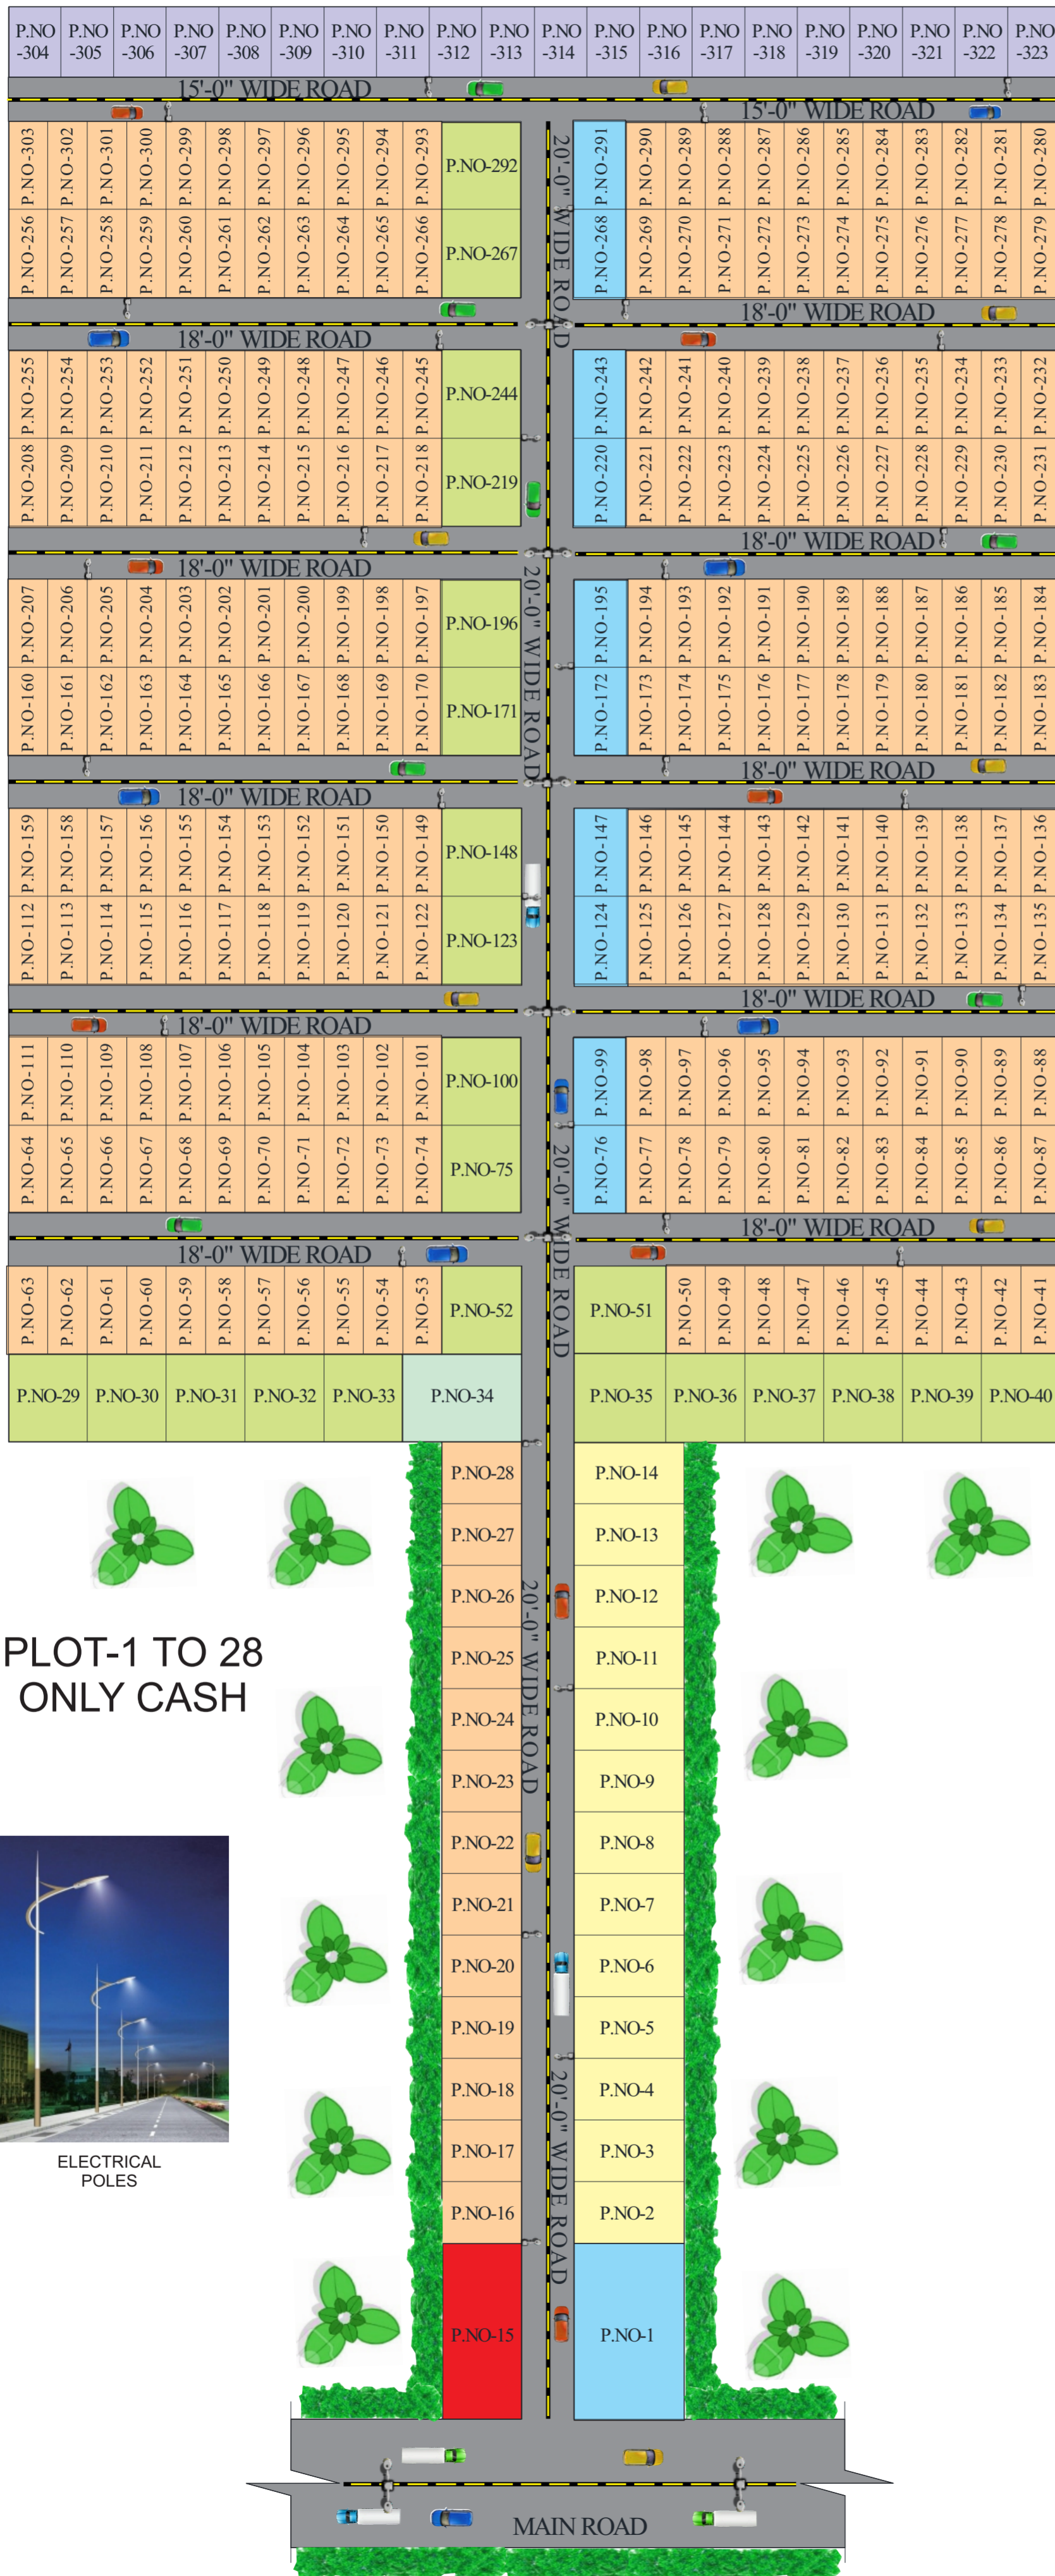 P.NO -304 P.NO -305 P.NO -306 P.NO -307 P.NO -308 P.NO -309 P.NO -310 P.NO -311 P.NO -312 P.NO -313 P.NO -314 P.NO -315 P.NO -316 P.NO -317 P.NO -318 P.NO -319 P.NO -320 P.NO -321 P.NO -322 P.NO -323
15'-0" WIDE ROAD
15'-0" WIDE ROAD
P.NO-303 P.NO-302 P.NO-301 P.NO-300 P.NO-299 P.NO-298 P.NO-297 P.NO-296 P.NO-295 P.NO-294 P.NO-293 P.NO-292
20'-0" WIDE ROAD
P.NO-291 P.NO-290 P.NO-289 P.NO-288 P.NO-287 P.NO-286 P.NO-285 P.NO-284 P.NO-283 P.NO-282 P.NO-281 P.NO-280
P.NO-256 P.NO-257 P.NO-258 P.NO-259 P.NO-260 P.NO-261 P.NO-262 P.NO-263 P.NO-264 P.NO-265 P.NO-266 P.NO-267
P.NO-268 P.NO-269 P.NO-270 P.NO-271 P.NO-272 P.NO-273 P.NO-274 P.NO-275 P.NO-276 P.NO-277 P.NO-278 P.NO-279
18'-0" WIDE ROAD
18'-0" WIDE ROAD
P.NO-255 P.NO-254 P.NO-253 P.NO-252 P.NO-251 P.NO-250 P.NO-249 P.NO-248 P.NO-247 P.NO-246 P.NO-245 P.NO-244
P.NO-243 P.NO-242 P.NO-241 P.NO-240 P.NO-239 P.NO-238 P.NO-237 P.NO-236 P.NO-235 P.NO-234 P.NO-233 P.NO-232
P.NO-208 P.NO-209 P.NO-210 P.NO-211 P.NO-212 P.NO-213 P.NO-214 P.NO-215 P.NO-216 P.NO-217 P.NO-218 P.NO-219
P.NO-220 P.NO-221 P.NO-222 P.NO-223 P.NO-224 P.NO-225 P.NO-226 P.NO-227 P.NO-228 P.NO-229 P.NO-230 P.NO-231
18'-0" WIDE ROAD
18'-0" WIDE ROAD
P.NO-207 P.NO-206 P.NO-205 P.NO-204 P.NO-203 P.NO-202 P.NO-201 P.NO-200 P.NO-199 P.NO-198 P.NO-197 P.NO-196
20'-0" WIDE ROAD
P.NO-195 P.NO-194 P.NO-193 P.NO-192 P.NO-191 P.NO-190 P.NO-189 P.NO-188 P.NO-187 P.NO-186 P.NO-185 P.NO-184
P.NO-160 P.NO-161 P.NO-162 P.NO-163 P.NO-164 P.NO-165 P.NO-166 P.NO-167 P.NO-168 P.NO-169 P.NO-170 P.NO-171
P.NO-172 P.NO-173 P.NO-174 P.NO-175 P.NO-176 P.NO-177 P.NO-178 P.NO-179 P.NO-180 P.NO-181 P.NO-182 P.NO-183
18'-0" WIDE ROAD
18'-0" WIDE ROAD
P.NO-159 P.NO-158 P.NO-157 P.NO-156 P.NO-155 P.NO-154 P.NO-153 P.NO-152 P.NO-151 P.NO-150 P.NO-149 P.NO-148
P.NO-147 P.NO-146 P.NO-145 P.NO-144 P.NO-143 P.NO-142 P.NO-141 P.NO-140 P.NO-139 P.NO-138 P.NO-137 P.NO-136
P.NO-112 P.NO-113 P.NO-114 P.NO-115 P.NO-116 P.NO-117 P.NO-118 P.NO-119 P.NO-120 P.NO-121 P.NO-122 P.NO-123
P.NO-124 P.NO-125 P.NO-126 P.NO-127 P.NO-128 P.NO-129 P.NO-130 P.NO-131 P.NO-132 P.NO-133 P.NO-134 P.NO-135
18'-0" WIDE ROAD
18'-0" WIDE ROAD
P.NO-111 P.NO-110 P.NO-109 P.NO-108 P.NO-107 P.NO-106 P.NO-105 P.NO-104 P.NO-103 P.NO-102 P.NO-101 P.NO-100
P.NO-99 P.NO-98 P.NO-97 P.NO-96 P.NO-95 P.NO-94 P.NO-93 P.NO-92 P.NO-91 P.NO-90 P.NO-89 P.NO-88
P.NO-64 P.NO-65 P.NO-66 P.NO-67 P.NO-68 P.NO-69 P.NO-70 P.NO-71 P.NO-72 P.NO-73 P.NO-74 P.NO-75
20'-0" WIDE ROAD
P.NO-76 P.NO-77 P.NO-78 P.NO-79 P.NO-80 P.NO-81 P.NO-82 P.NO-83 P.NO-84 P.NO-85 P.NO-86 P.NO-87
18'-0" WIDE ROAD
18'-0" WIDE ROAD
P.NO-63 P.NO-62 P.NO-61 P.NO-60 P.NO-59 P.NO-58 P.NO-57 P.NO-56 P.NO-55 P.NO-54 P.NO-53 P.NO-52
P.NO-51 P.NO-50 P.NO-49 P.NO-48 P.NO-47 P.NO-46 P.NO-45 P.NO-44 P.NO-43 P.NO-42 P.NO-41
P.NO-29 P.NO-30 P.NO-31 P.NO-32 P.NO-33 P.NO-34
P.NO-35 P.NO-36 P.NO-37 P.NO-38 P.NO-39 P.NO-40
P.NO-28 P.NO-14
P.NO-27 P.NO-13
P.NO-26 P.NO-12
20'-0" WIDE ROAD
PLOT-1 TO 28
ONLY CASH
P.NO-25 P.NO-11
P.NO-24 P.NO-10
P.NO-23 P.NO-9
P.NO-22 P.NO-8
P.NO-21 P.NO-7
P.NO-20 P.NO-6
P.NO-19 P.NO-5
P.NO-18 P.NO-4
20'-0" WIDE ROAD
P.NO-17 P.NO-3
ELECTRICAL
POLES
P.NO-16 P.NO-2
P.NO-15 P.NO-1
MAIN ROAD